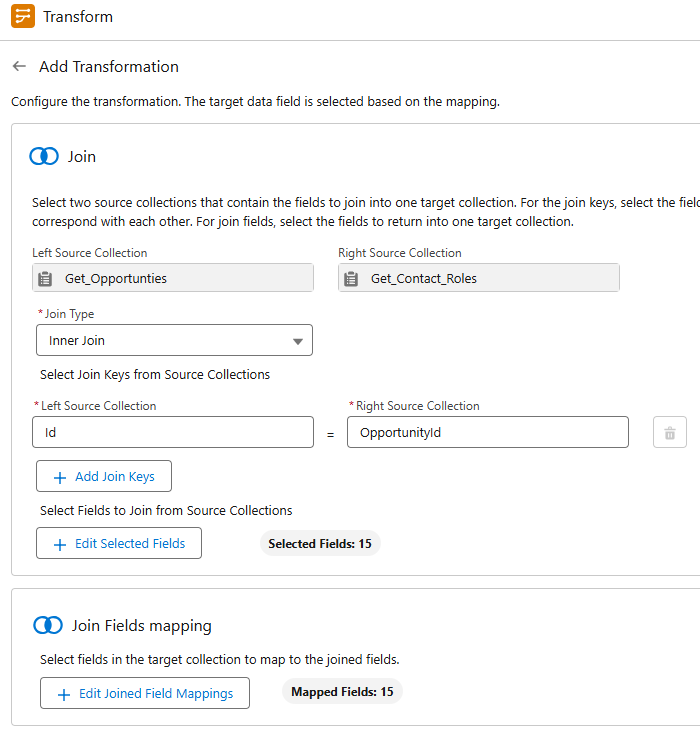 Transform
Add Transformation
Configure the transformation. The target data field is selected based on the mapping.
Join
Select two source collections that contain the fields to join into one target collection. For the join keys, select the
correspond with each other. For join fields, select the fields to return into one target collection.
Left Source Collection
Right Source Collection
Get_Opportunties
Get_Contact_Roles
*Join Type
Inner Join
Select Join Keys from Source Collections
*Left Source Collection
*Right Source Collection
Id
=
OpportunityId
+ Add Join Keys
Select Fields to Join from Source Collections
+ Edit Selected Fields
Selected Fields: 15
Join Fields mapping
Select fields in the target collection to map to the joined fields.
+ Edit Joined Field Mappings
Mapped Fields: 15